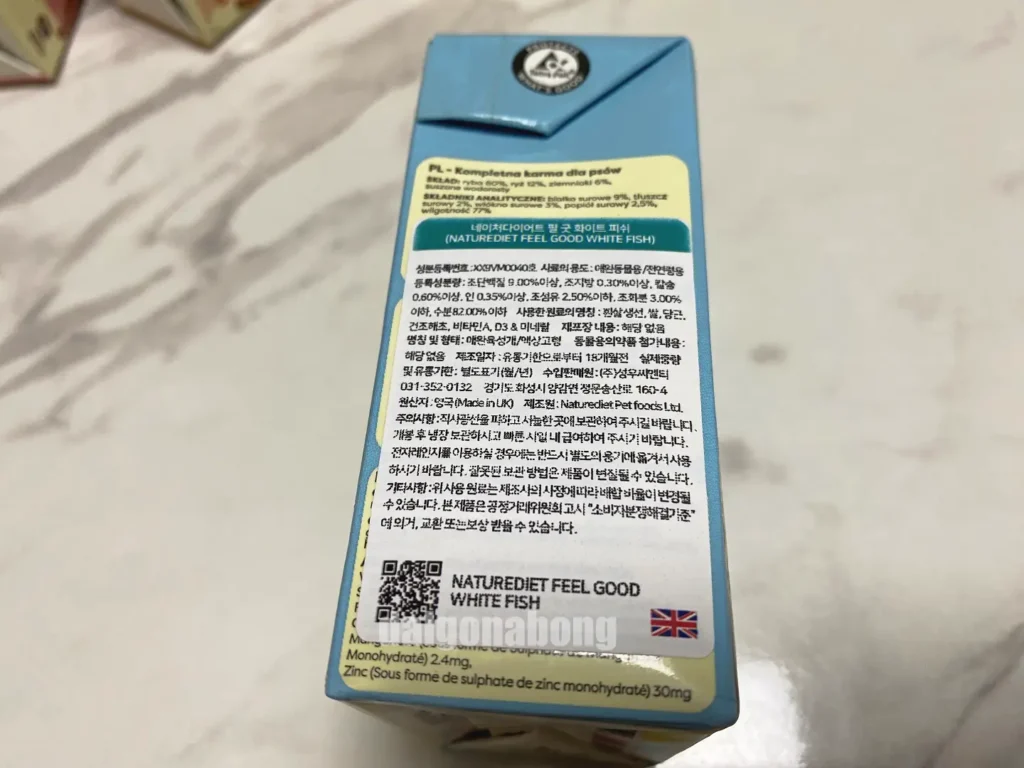 PROTECTS
WHAT'S GOOD
PL - Kompletna karma dla psów
SKŁAD: ryba 60%, ryż 12%, ziemniaki 6%,
suszone wodorosty
SKŁADNIKI ANALITYCZNE: białko surowe 9%, tłuszcz
surowy 2%, włókno surowe 3%, popiół surowy 2,5%,
wilgotność 77%
네이처다이어트 필 굿 화이트 피쉬
(NATUREDIET FEEL GOOD WHITE FISH)
성분등록번호 : 사료의 용도 : 애완동물용/전연령용
등록성분량 : 조단백질 9.00%이상, 조지방 0.30%이상, 칼슘
0.60%이상, 인 0.35%이상, 조섬유 2.50%이하, 조회분 3.00%
이하, 수분82.00%이하 사용한 원료의 명칭 : 흰살생선, 쌀, 당근,
건조해초, 비타민A, D3 & 미네랄 재포장 내용 : 해당 없음
명칭 및 형태 : 애완육성개/액상고형 동물용의약품 첨가내용 :
해당 없음 제조일자 : 유통기한으로부터 18개월전 실제중량
및 유통기한 : 별도표기(월/년) 수입판매원 : (주)성우씨엔티
031-352-0132 경기도 화성시 양감면 정문송산로 160-4
원산지 : 영국(Made in UK) 제조원 : Naturediet Pet foods Ltd.
주의사항 : 직사광선을 피하고 서늘한 곳에 보관하여 주시길 바랍니다.
개봉 후 냉장 보관하시고 빠른 시일 내 급여하여 주시기 바랍니다.
전자레인지를 이용하실 경우에는 반드시 별도의 용기에 옮겨서 사용
하시기 바랍니다. 잘못된 보관 방법은 제품이 변질될 수 있습니다.
기타사항 : 위 사용 원료는 제조사의 사정에 따라 배합 비율이 변경될
수 있습니다. 본 제품은 공정거래위원회 고시 "소비자분쟁해결기준"
에 의거, 교환 또는 보상 받을 수 있습니다.
NATUREDIET FEEL GOOD
WHITE FISH
daigonabong
Monohydraté) 2.4mg,
Zinc (Sous forme de sulphate de zinc monohydraté) 30mg